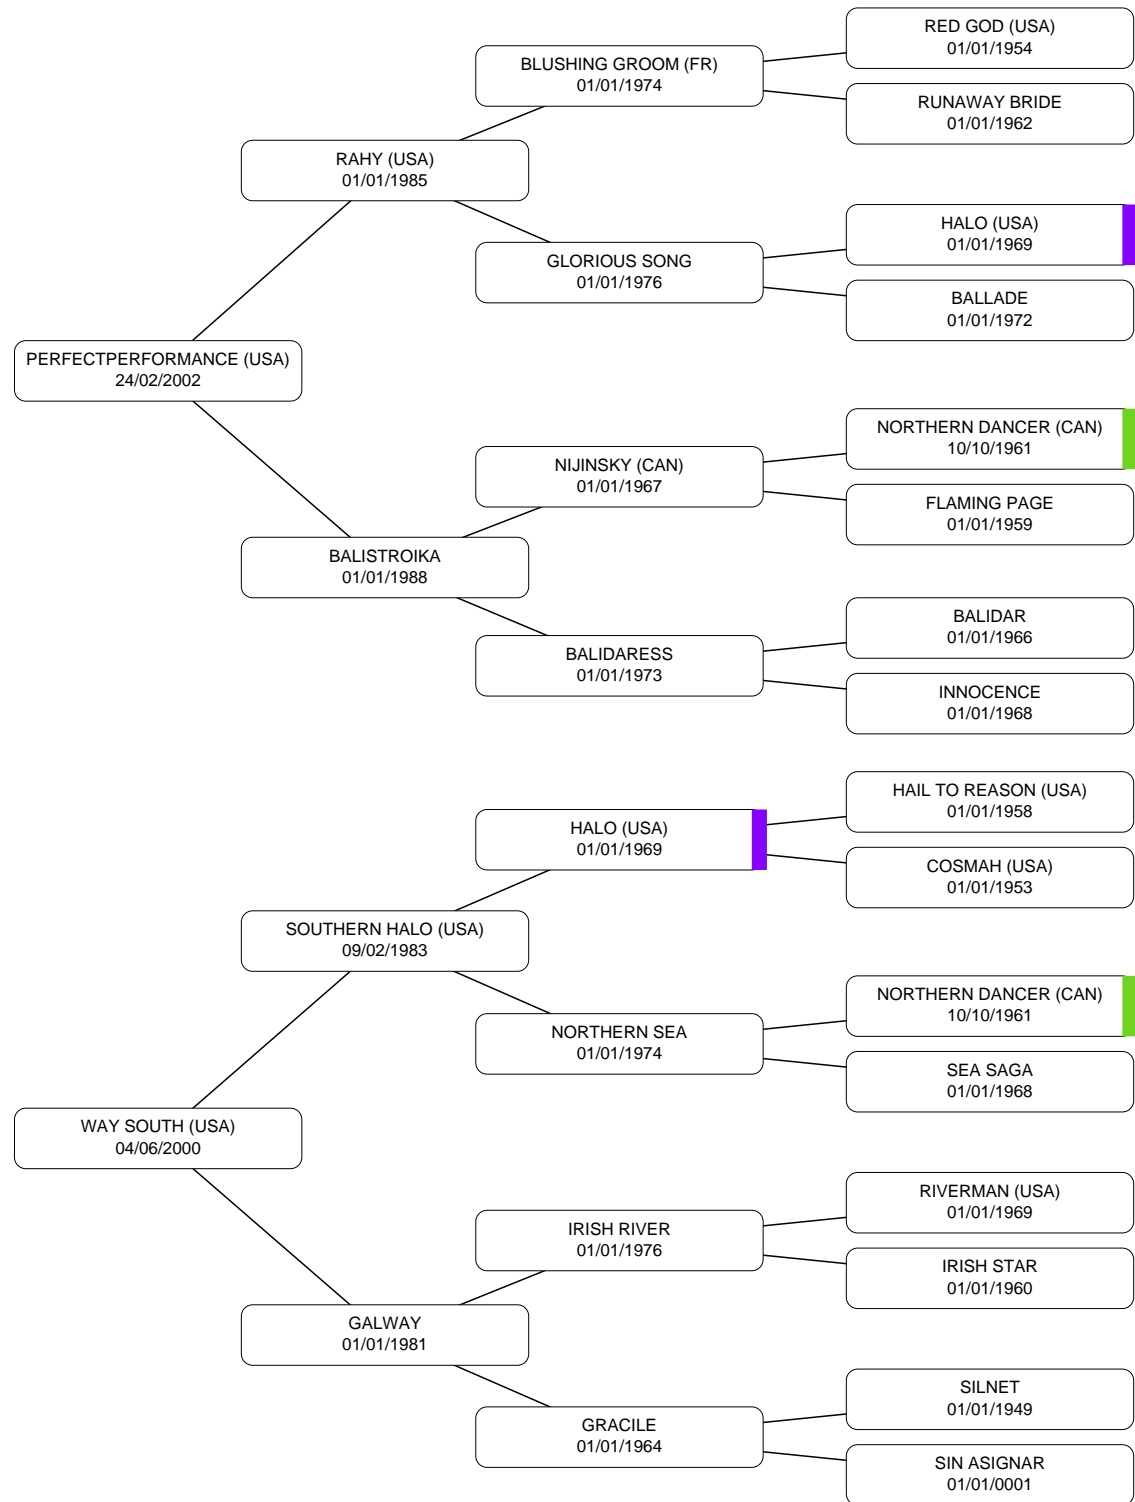 RED GOD (USA)
01/01/1954
BLUSHING GROOM (FR)
01/01/1974
RUNAWAY BRIDE
01/01/1962
RAHY (USA)
01/01/1985
HALO (USA)
01/01/1969
GLORIOUS SONG
01/01/1976
BALLADE
01/01/1972
PERFECTPERFORMANCE (USA)
24/02/2002
NORTHERN DANCER (CAN)
10/10/1961
NIJINSKY (CAN)
01/01/1967
FLAMING PAGE
01/01/1959
BALISTROIKA
01/01/1988
BALIDAR
01/01/1966
BALIDARESS
01/01/1973
INNOCENCE
01/01/1968
HAIL TO REASON (USA)
01/01/1958
HALO (USA)
01/01/1969
COSMAH (USA)
01/01/1953
SOUTHERN HALO (USA)
09/02/1983
NORTHERN DANCER (CAN)
10/10/1961
NORTHERN SEA
01/01/1974
SEA SAGA
01/01/1968
WAY SOUTH (USA)
04/06/2000
RIVERMAN (USA)
01/01/1969
IRISH RIVER
01/01/1976
IRISH STAR
01/01/1960
GALWAY
01/01/1981
SILNET
01/01/1949
GRACILE
01/01/1964
SIN ASIGNAR
01/01/0001